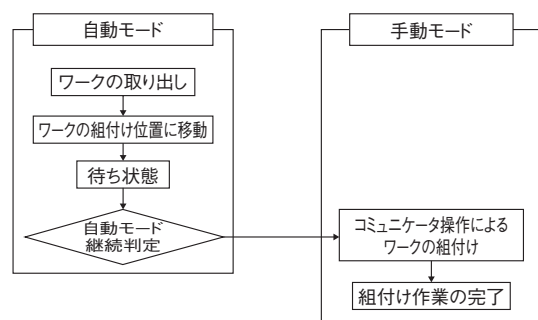 自動モード
ワークの取り出し
ワークの組付け位置に移動
待ち状態
自動モード
継続判定
手動モード
コミュニケータ操作による
ワークの組付け
組付け作業の完了